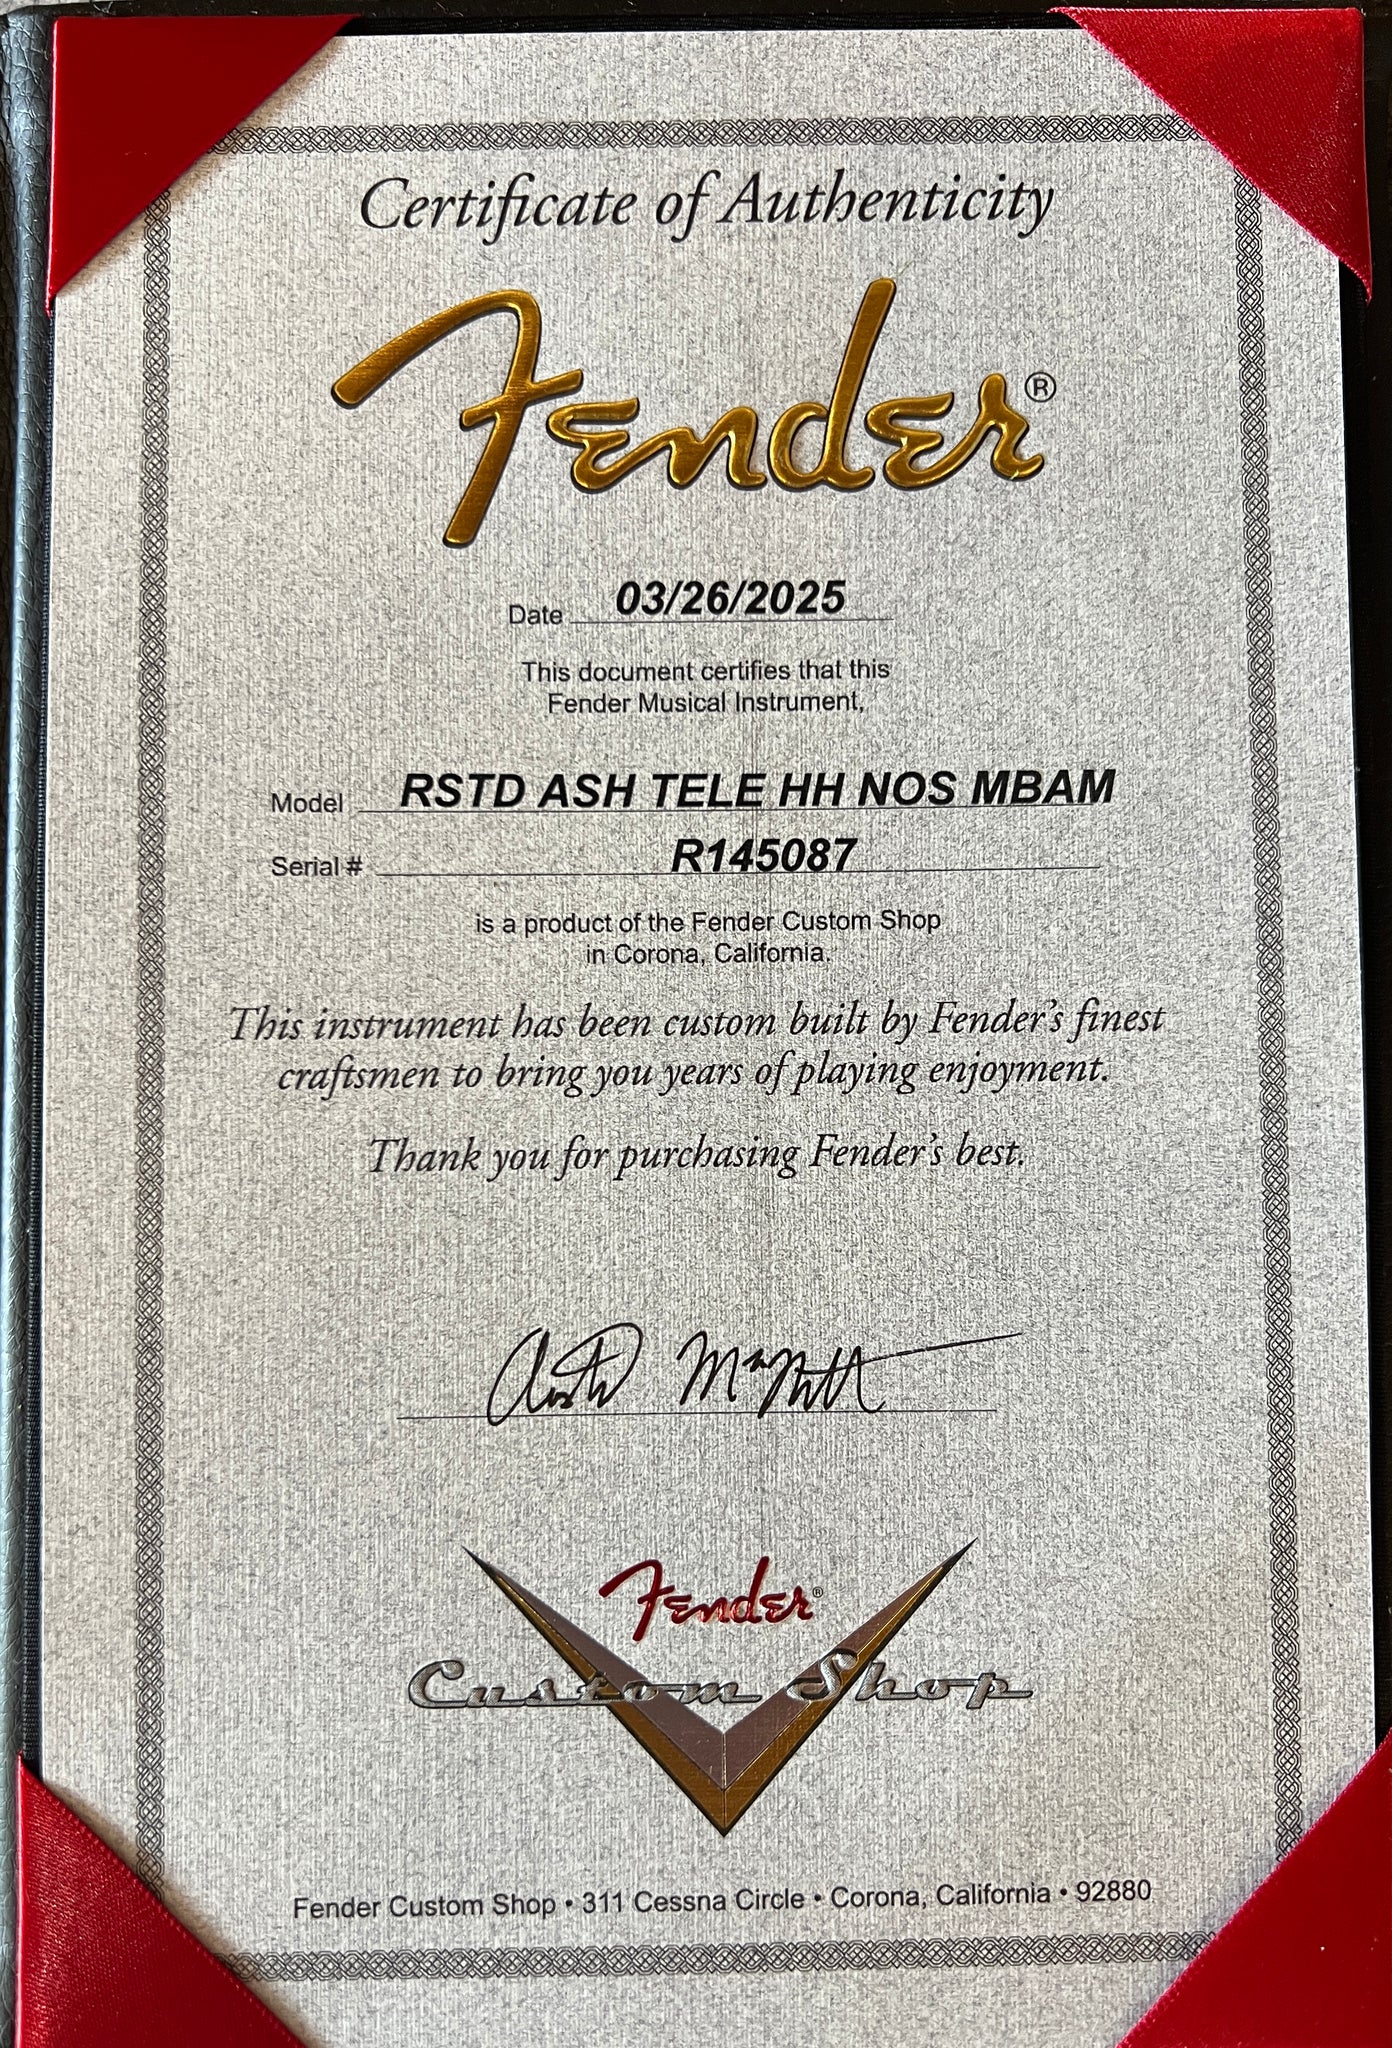 Certificate of Authenticity
Fender®
Date 03/26/2025
This document certifies that this
Fender Musical Instrument,
Model RSTD ASH TELE HH NOS MBAM
Serial # R145087
is a product of the Fender Custom Shop
in Corona, California.
This instrument has been custom built by Fender's finest
craftsmen to bring you years of playing enjoyment.
Thank you for purchasing Fender's best.
Fender®
Custom Shop
Fender Custom Shop • 311 Cessna Circle • Corona, California • 92880